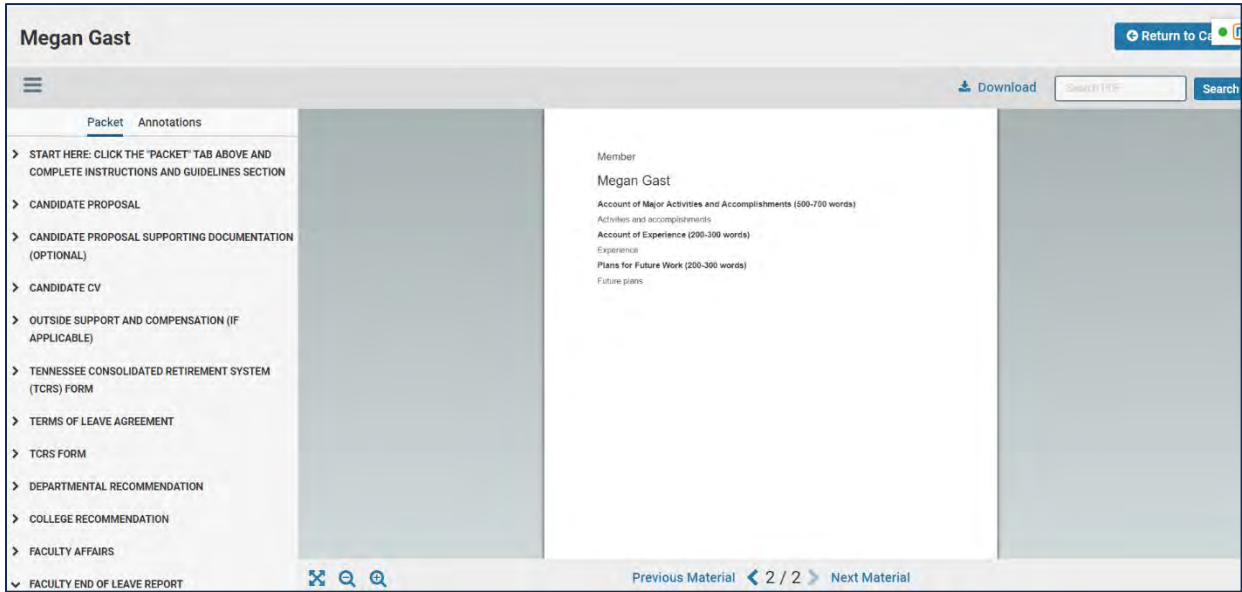 Megan Gast
Return to Ca
Download
Search PDF
Search
Packet Annotations
START HERE: CLICK THE "PACKET" TAB ABOVE AND
COMPLETE INSTRUCTIONS AND GUIDELINES SECTION
CANDIDATE PROPOSAL
CANDIDATE PROPOSAL SUPPORTING DOCUMENTATION
(OPTIONAL)
CANDIDATE CV
OUTSIDE SUPPORT AND COMPENSATION (IF
APPLICABLE)
TENNESSEE CONSOLIDATED RETIREMENT SYSTEM
(TCRS) FORM
TERMS OF LEAVE AGREEMENT
TCRS FORM
DEPARTMENTAL RECOMMENDATION
COLLEGE RECOMMENDATION
FACULTY AFFAIRS
FACULTY END OF LEAVE REPORT
Member
Megan Gast
Account of Major Activities and Accomplishments (500-700 words)
Activities and accomplishments
Account of Experience (200-300 words)
Experience
Plans for Future Work (200-300 words)
Future plans
Previous Material 2 / 2 Next Material